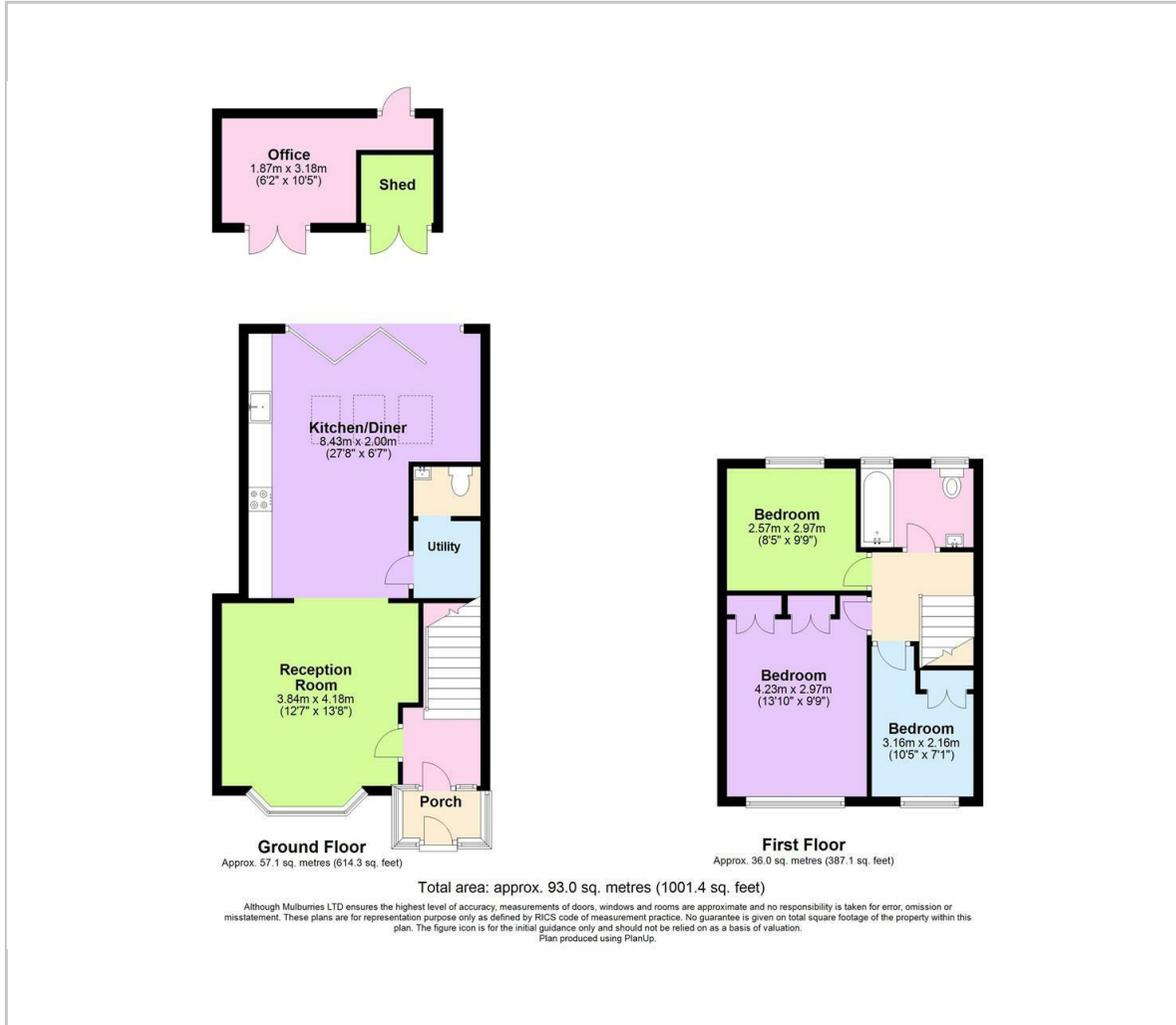 Office
1.87m x 3.18m
(6'2" x 10'5")
Shed
Kitchen/Diner
8.43m x 2.00m
(27'8" x 6'7")
Utility
Reception
Room
3.84m x 4.18m
(12'7" x 13'8")
Porch
Ground Floor
Approx. 57.1 sq. metres (614.3 sq. feet)
Bedroom
2.57m x 2.97m
(8'5" x 9'9")
Bedroom
4.23m x 2.97m
(13'10" x 9'9")
Bedroom
3.16m x 2.16m
(10'5" x 7'1")
First Floor
Approx. 36.0 sq. metres (387.1 sq. feet)
Total area: approx. 93.0 sq. metres (1001.4 sq. feet)
Although Mulburries LTD ensures the highest level of accuracy, measurements of doors, windows and rooms are approximate and no responsibility is taken for error, omission or
misstatement. These plans are for representation purpose only as defined by RICS code of measurement practice. No guarantee is given on total square footage of the property within this
plan. The figure icon is for the initial guidance only and should not be relied on as a basis of valuation.
Plan produced using PlanUp.